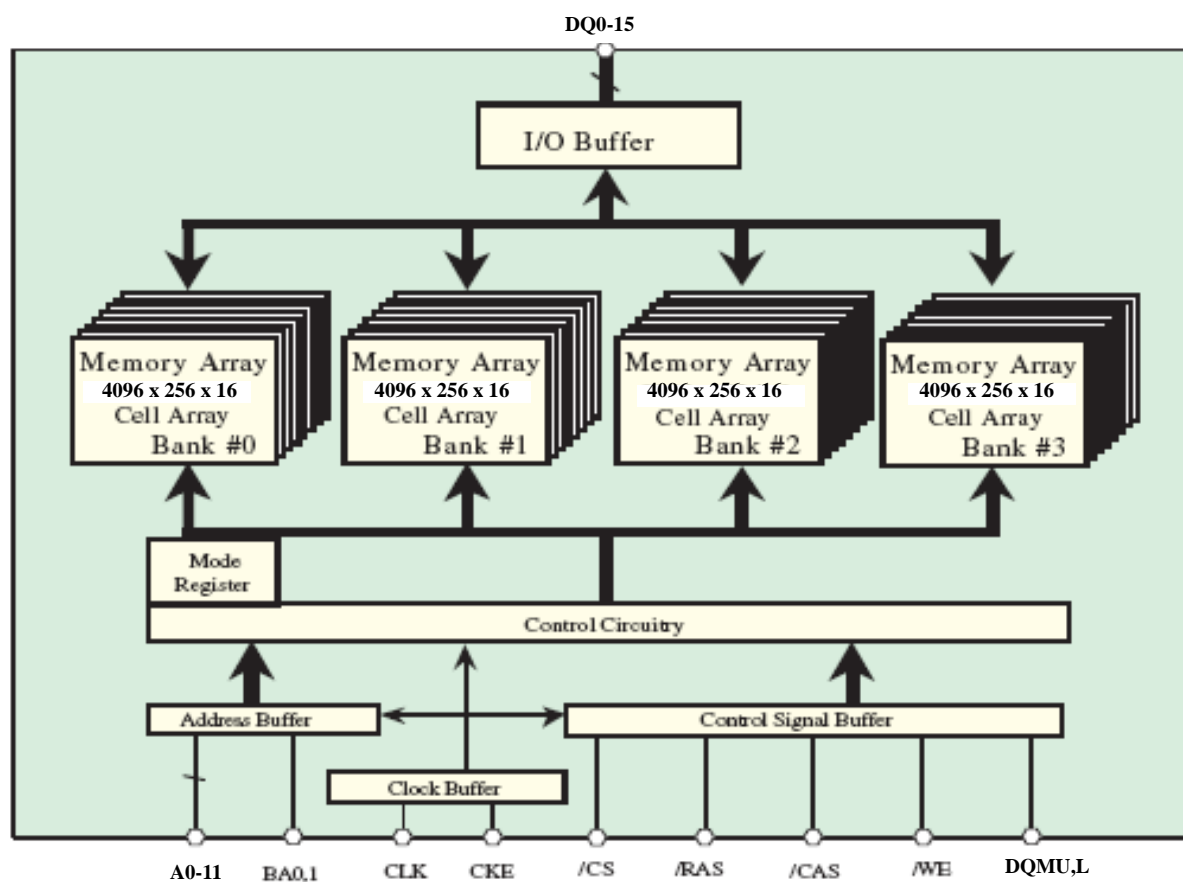 DQ0-15
I/O Buffer
Memory Array
4096 x 256 x 16
Cell Array
Bank #0
Memory Array
4096 x 256 x 16
Cell Array
Bank #1
Memory Array
4096 x 256 x 16
Cell Array
Bank #2
Memory Array
4096 x 256 x 16
Cell Array
Bank #3
Mode
Register
Control Circuitry
Address Buffer
Control Signal Buffer
Clock Buffer
A0-11
BA0,1
CLK
CKE
/CS
/RAS
/CAS
/WE
DQMU,L